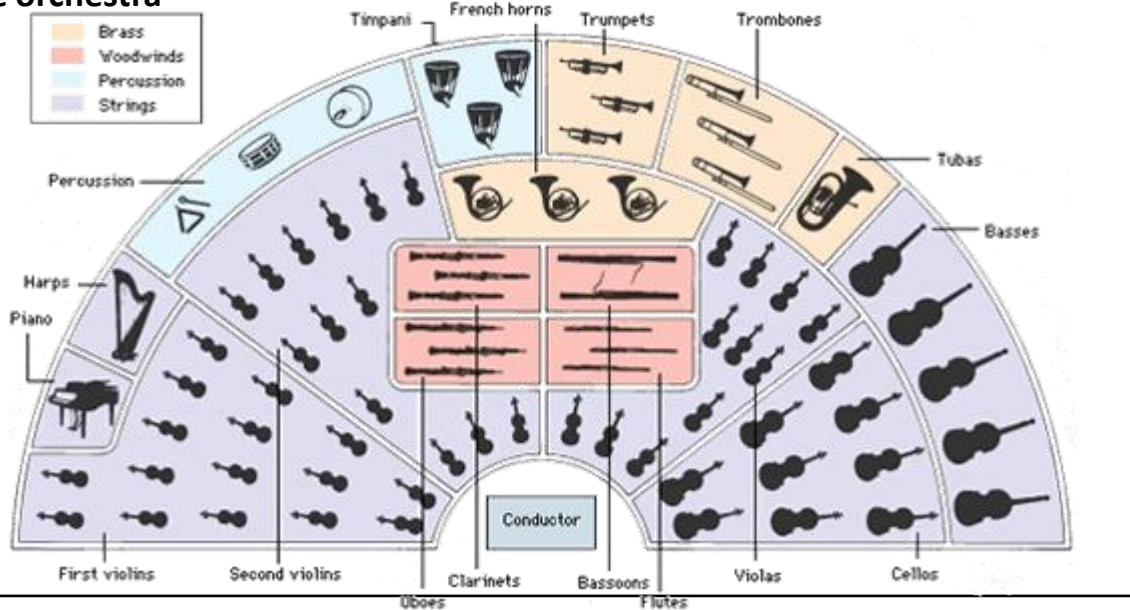 e orchestra
Brass
Woodwinds
Percussion
Strings
Timpani
French horns
Trumpets
Trombones
Tubas
Basses
Percussion
Harps
Piano
Conductor
First violins
Second violins
Oboes
Clarinets
Bassoons
Flutes
Violas
Cellos